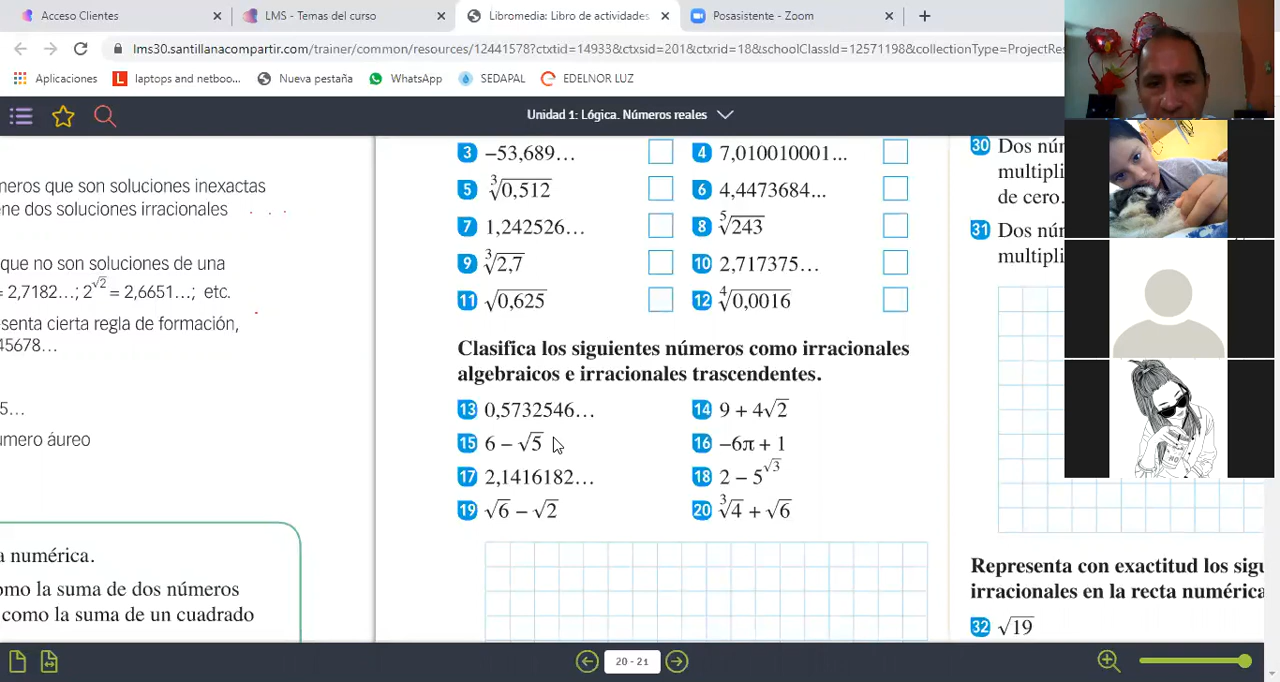 Acceso Clientes
LMS - Temas del curso
Libromedia: Libro de actividades
Posasistente - Zoom
lms30.santillanacompartir.com/trainer/common/resources/12441578?ctxtid=14933&ctxsid=201&ctxrnd=18&schoolClassId=12571198&collectionType=ProjectRes
Aplicaciones
laptops and netboo...
Nueva pestaña
WhatsApp
SEDAPAL
EDELNOR LUZ
Unidad 1: Lógica. Números reales
meros que son soluciones inexactas
ene dos soluciones irracionales
que no son soluciones de una
= 2,7182…; 2^√2 = 2,6651…; etc.
senta cierta regla de formación,
45678…
5…
úmero áureo
a numérica.
omo la suma de dos números
como la suma de un cuadrado
3 −53,689…
4 7,010010001...
5 ∛0,512
6 4,4473684...
7 1,242526…
8 ⁵√243
9 ∛2,7
10 2,717375…
11 √0,625
12 ⁴√0,0016
Clasifica los siguientes números como irracionales
algebraicos e irracionales trascendentes.
13 0,5732546…
14 9 + 4√2
15 6 − √5
16 −6π + 1
17 2,1416182…
18 2 − 5^√3
19 √6 − √2
20 ∛4 + √6
30 Dos núm
multipli
de cero.
31 Dos núm
multipli
Representa con exactitud los sigu
irracionales en la recta numérica
32 √19
20 - 21